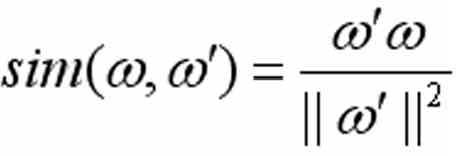 sim(ω, ω′) = ω′ω / || ω′ ||²